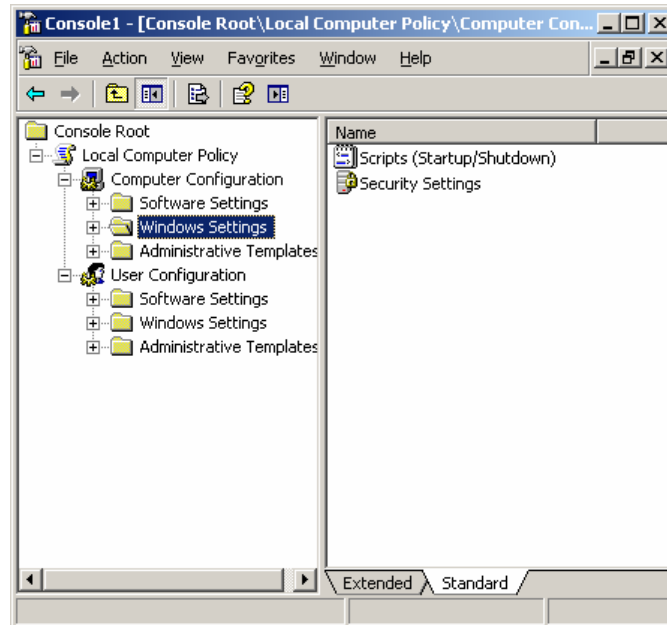 Console1 - [Console Root\Local Computer Policy\Computer Con...
File Action View Favorites Window Help
Console Root
Local Computer Policy
Computer Configuration
Software Settings
Windows Settings
Administrative Templates
User Configuration
Software Settings
Windows Settings
Administrative Templates
Name
Scripts (Startup/Shutdown)
Security Settings
Extended Standard